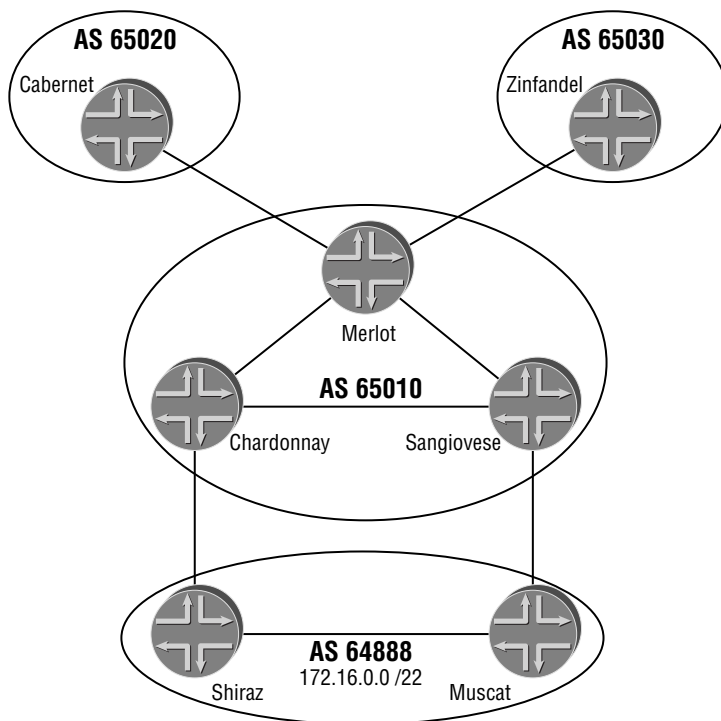 AS 65020
AS 65030
Cabernet
Zinfandel
Merlot
AS 65010
Chardonnay
Sangiovese
AS 64888
172.16.0.0 /22
Shiraz
Muscat